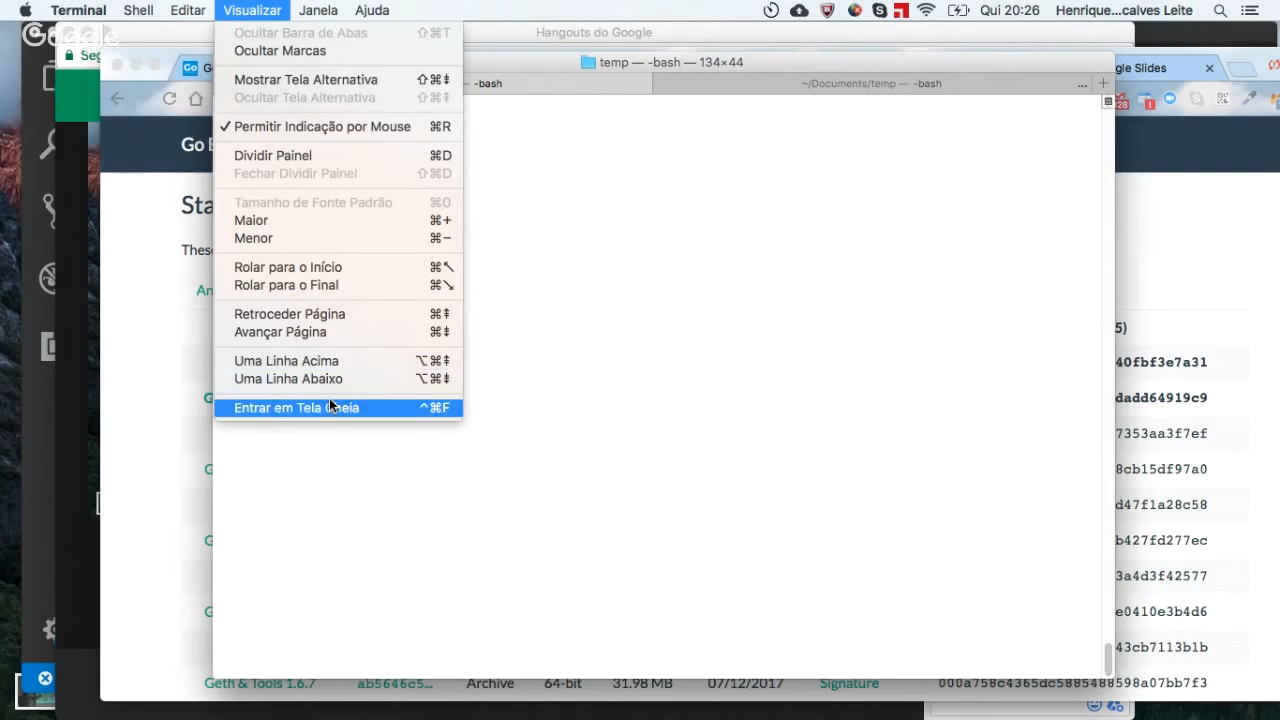 Terminal Shell Editar Visualizar Janela Ajuda Qui 20:26 Henrique...calves Leite
Google
Ocultar Barra de Abas ⇧⌘T
Hangouts do Google
Ocultar Marcas
Seg
Go
temp — -bash — 134×44
gle Slides
Mostrar Tela Alternativa ⇧⌘⇟
-bash
~/Documents/temp — -bash
...
Ocultar Tela Alternativa ⇧⌘⇞
✓ Permitir Indicação por Mouse ⌘R
Go
Dividir Painel ⌘D
Fechar Dividir Painel ⇧⌘D
Sta
Tamanho de Fonte Padrão ⌘0
Maior ⌘+
Menor ⌘−
These
Rolar para o Início ⌘↖
Rolar para o Final ⌘↘
An
Retroceder Página ⌘⇞
Avançar Página ⌘⇟
5)
Uma Linha Acima ⌥⌘⇞
40fbf3e7a31
Uma Linha Abaixo ⌥⌘⇟
Entrar em Tela Cheia ^⌘F
dadd64919c9
7353aa3f7ef
8cb15df97a0
d47f1a28c58
b427fd277ec
3a4d3f42577
e0410e3b4d6
43cb7113b1b
Geth & Tools 1.6.7 ab5646c5... Archive 64-bit 31.98 MB 07/12/2017 Signature 000a758c4365dc5885488598a07bb7f3